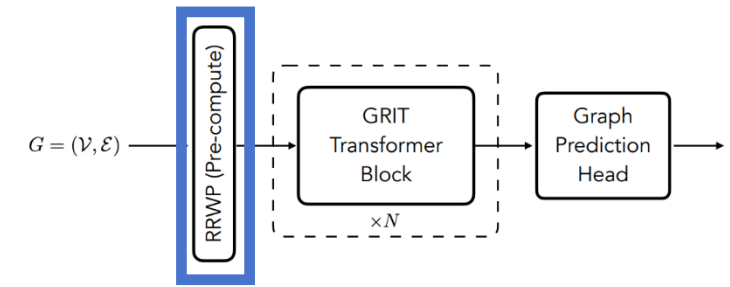 G = (𝒱, ℰ)
RRWP (Pre-compute)
GRIT
Transformer
Block
×N
Graph
Prediction
Head